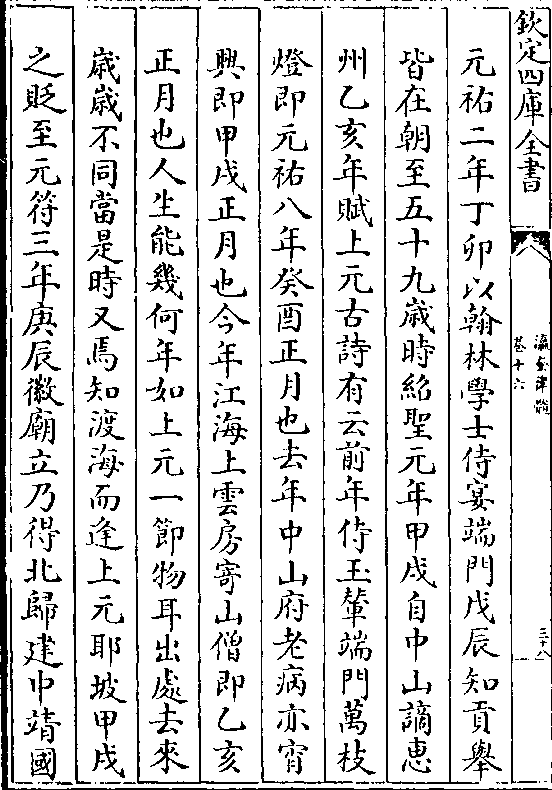 欽定四庫全書
瀛奎律髓
卷十六
三十八
元祐二年丁卯以翰林學士侍宴端門戊辰知貢舉
皆在朝至五十九歳時紹聖元年甲戌自中山謫惠
州乙亥年賦上元古詩有云前年侍玉輦端門萬枝
燈即元祐八年癸酉正月也去年中山府老病亦宵
興即甲戌正月也今年江海上雲房寄山僧即乙亥
正月也人生能幾何年如上元一節物耳出處去來
歳歳不同當是時又焉知渡海而逢上元耶坡甲戌
之貶至元符三年庚辰徽廟立乃得北歸建中靖國